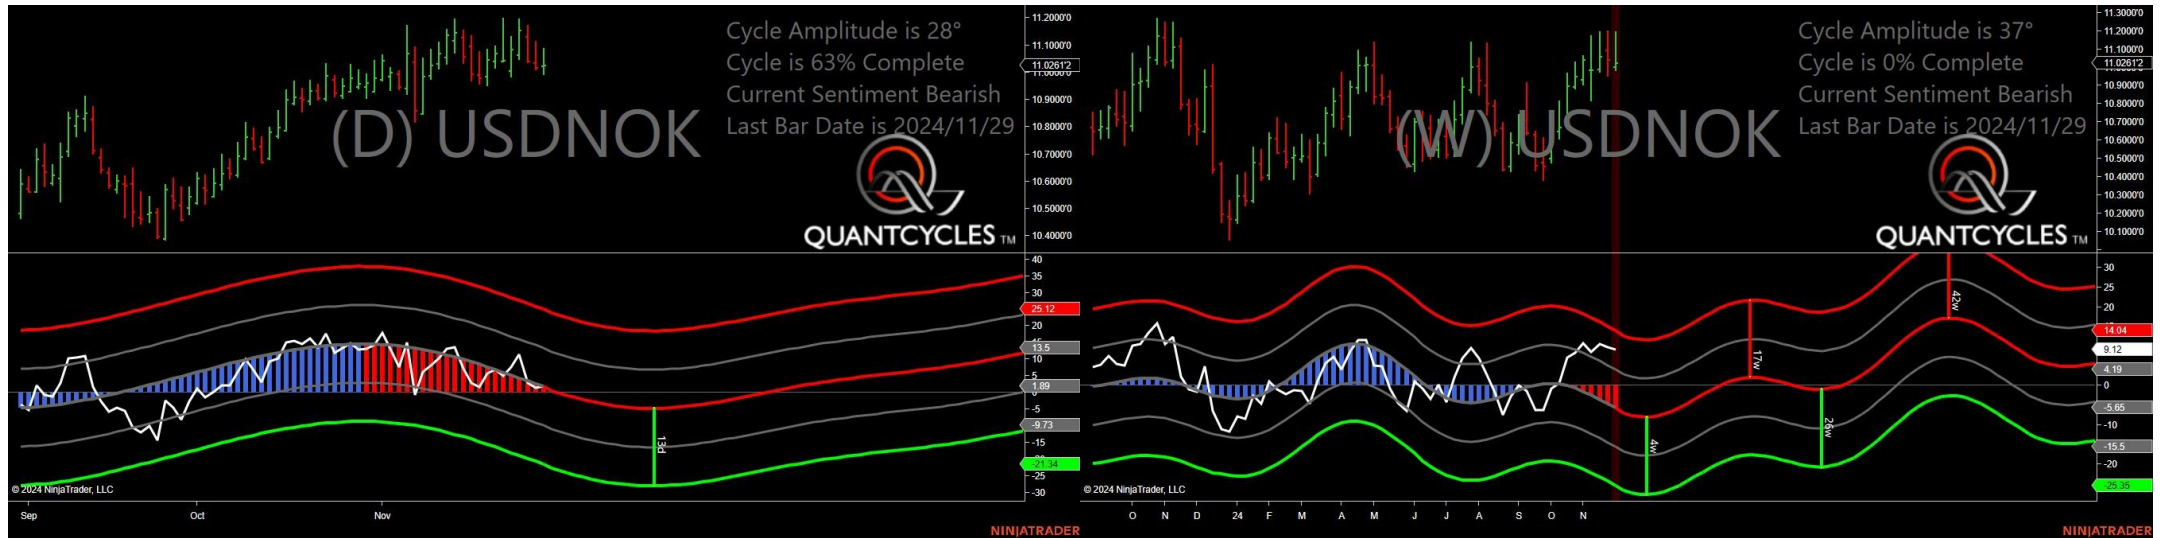 Cycle Amplitude is 28°
Cycle is 63% Complete
Current Sentiment Bearish
Last Bar Date is 2024/11/29
(D) USDNOK
QUANTCYCLES TM
11.2000'0
11.1000'0
11.0261'2
11.0000'0
10.9000'0
10.8000'0
10.7000'0
10.6000'0
10.5000'0
10.4000'0
40
35
30
25.12
20
15
13.5
10
5
1.89
0
-5
-9.73
-15
-20
-21.34
-25
-30
13d
© 2024 NinjaTrader, LLC
Sep Oct Nov
NINJATRADER
Cycle Amplitude is 37°
Cycle is 0% Complete
Current Sentiment Bearish
Last Bar Date is 2024/11/29
(W) USDNOK
QUANTCYCLES TM
11.3000'0
11.2000'0
11.1000'0
11.0261'2
10.9000'0
10.8000'0
10.7000'0
10.6000'0
10.5000'0
10.4000'0
10.3000'0
10.2000'0
10.1000'0
30
25
20
14.04
9.12
4.19
0
-5.65
-10
-15.5
-20
-25.35
4w
17w
26w
42w
© 2024 NinjaTrader, LLC
O N D 24 F M A M J J A S O N
NINJATRADER